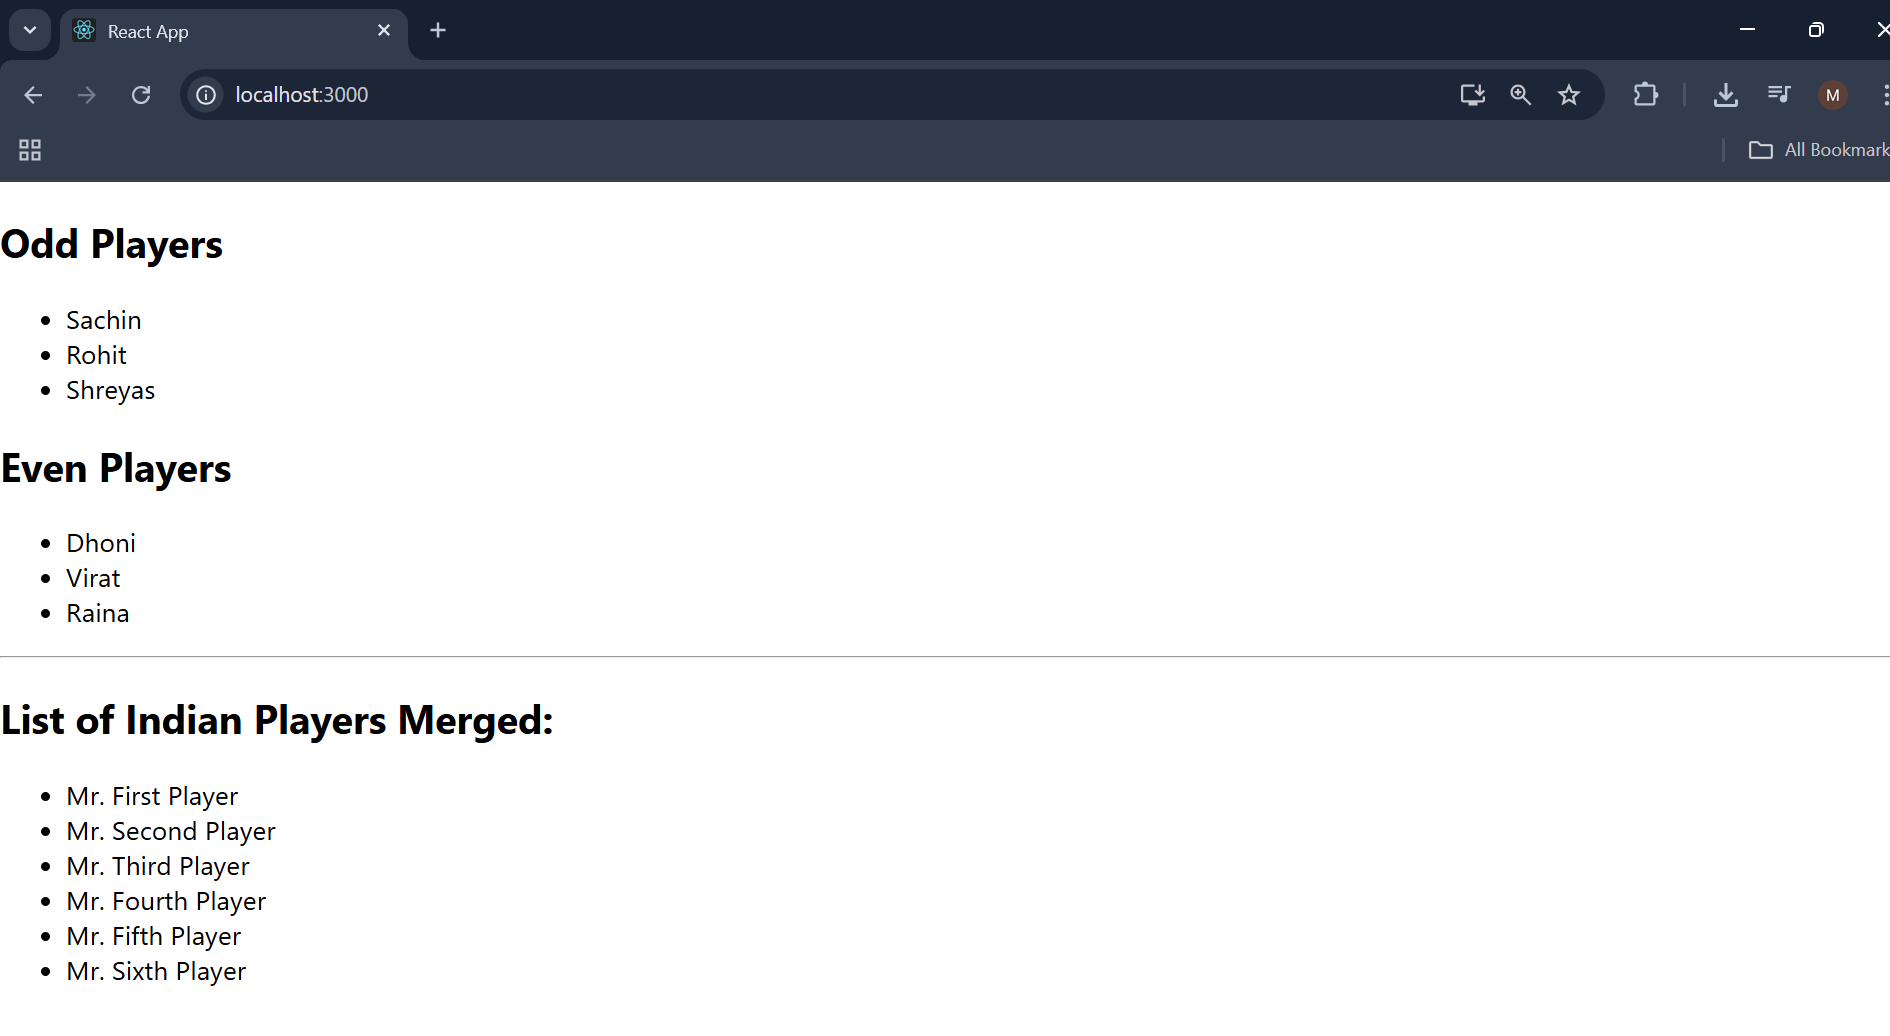 React App
localhost:3000
M
All Bookmark
Odd Players
Sachin
Rohit
Shreyas
Even Players
Dhoni
Virat
Raina
List of Indian Players Merged:
Mr. First Player
Mr. Second Player
Mr. Third Player
Mr. Fourth Player
Mr. Fifth Player
Mr. Sixth Player